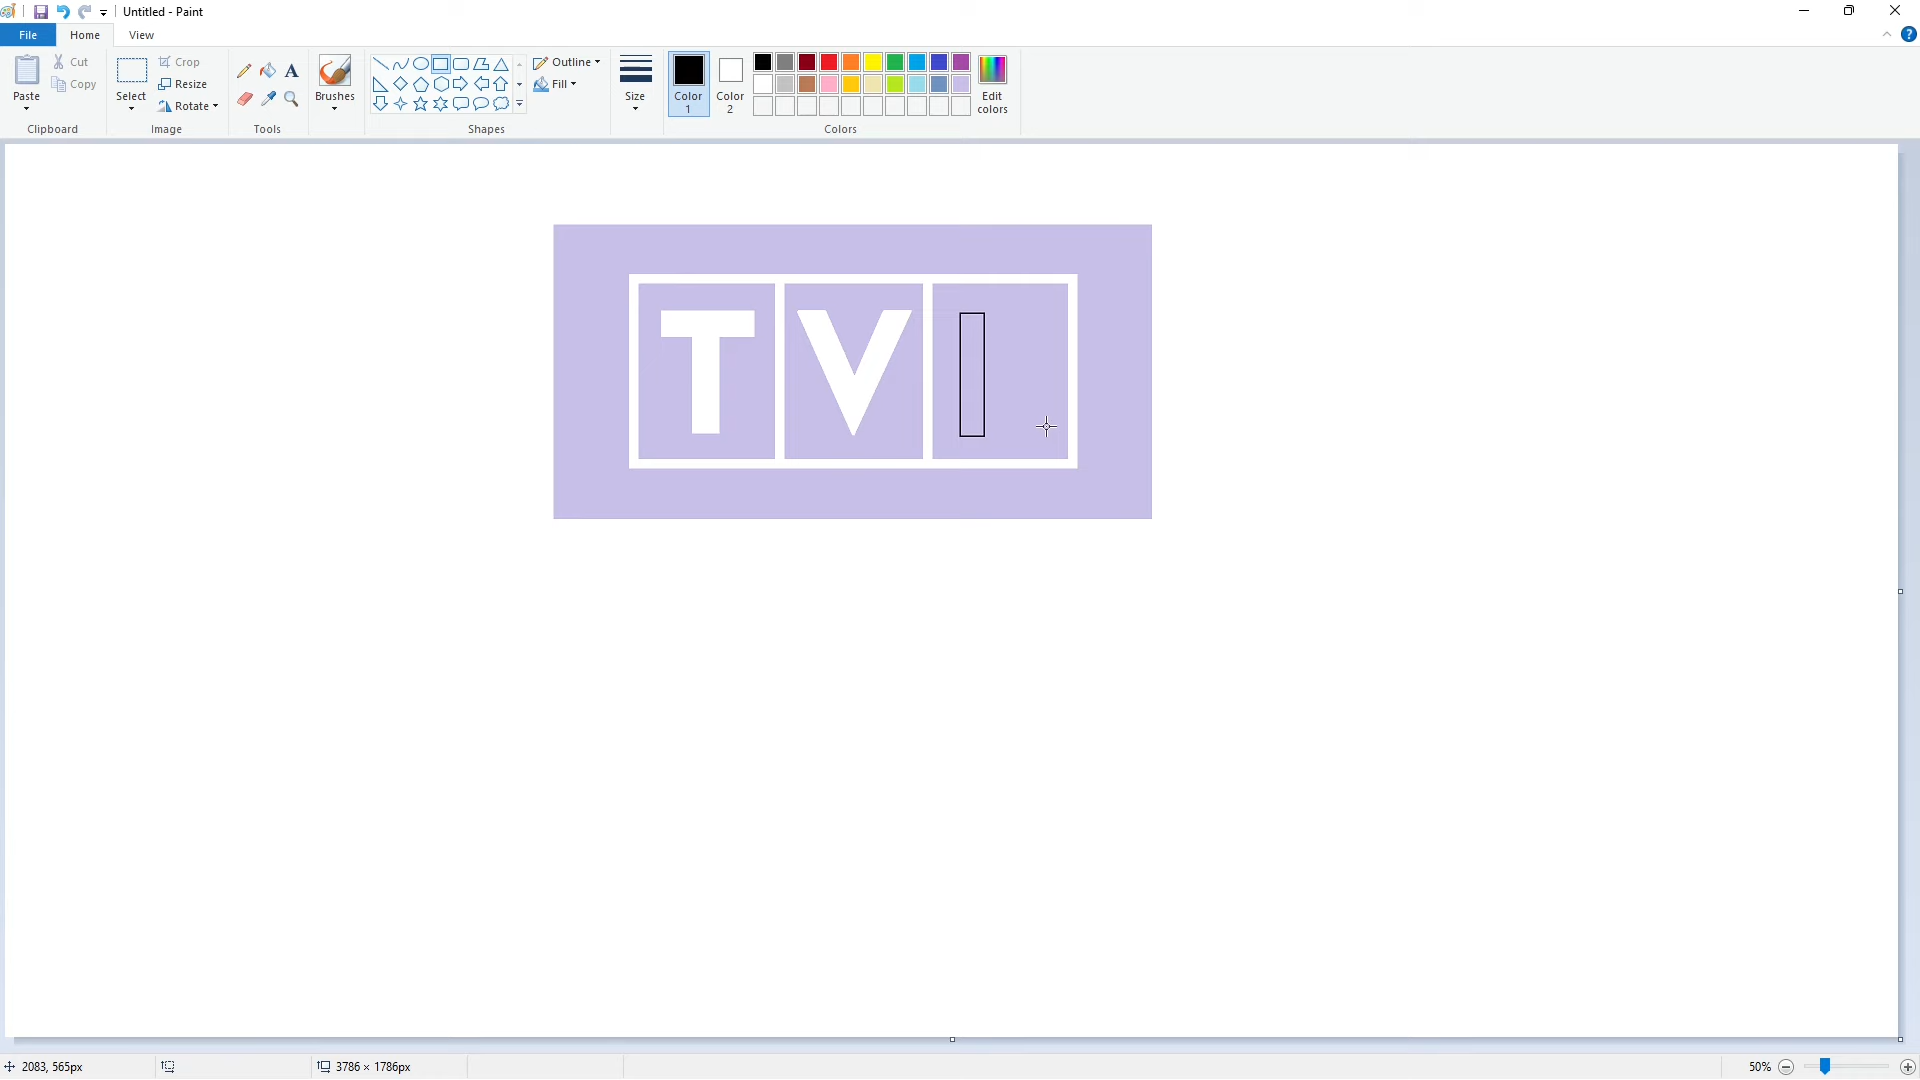 Untitled - Paint
File Home View
Paste
Cut
Copy
Clipboard
Select
Crop
Resize
Rotate
Image
A
Tools
Brushes
Shapes
Outline
Fill
Size
Color 1
Color 2
Edit colors
Colors
TV
2083, 565px
3786 × 1786px
50%